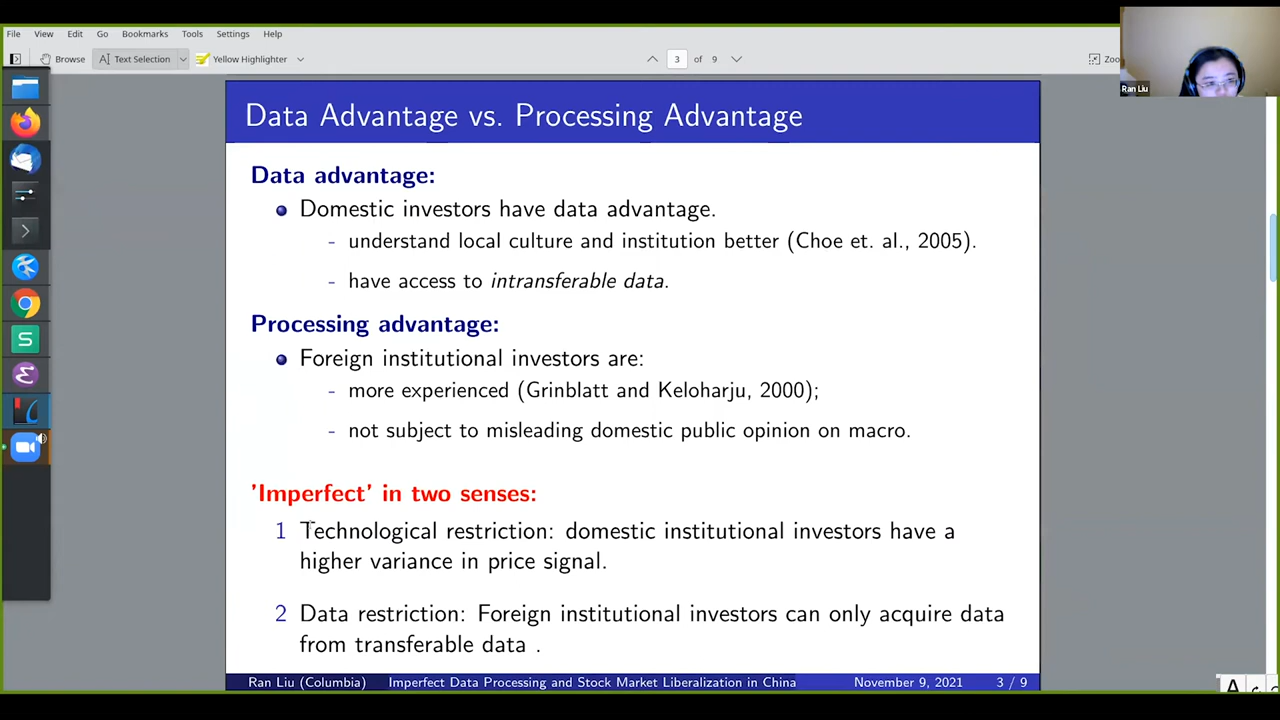 File View Edit Go Bookmarks Tools Settings Help
Browse Text Selection Yellow Highlighter 3 of 9
Ran Liu
Data Advantage vs. Processing Advantage
Data advantage:
Domestic investors have data advantage.
- understand local culture and institution better (Choe et. al., 2005).
- have access to intransferable data.
Processing advantage:
Foreign institutional investors are:
- more experienced (Grinblatt and Keloharju, 2000);
- not subject to misleading domestic public opinion on macro.
'Imperfect' in two senses:
1 Technological restriction: domestic institutional investors have a
higher variance in price signal.
2 Data restriction: Foreign institutional investors can only acquire data
from transferable data .
Ran Liu (Columbia) Imperfect Data Processing and Stock Market Liberalization in China November 9, 2021 3 / 9